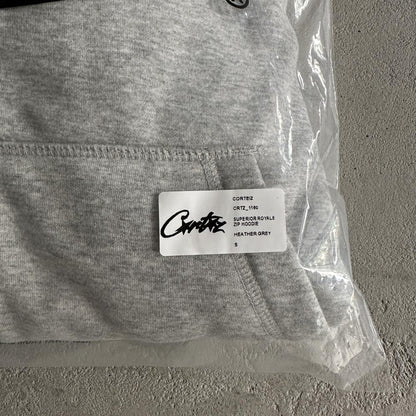 ®
Crtz
CORTEIZ
CRTZ_1180
SUPERIOR ROYALE
ZIP HOODIE
HEATHER GREY
S